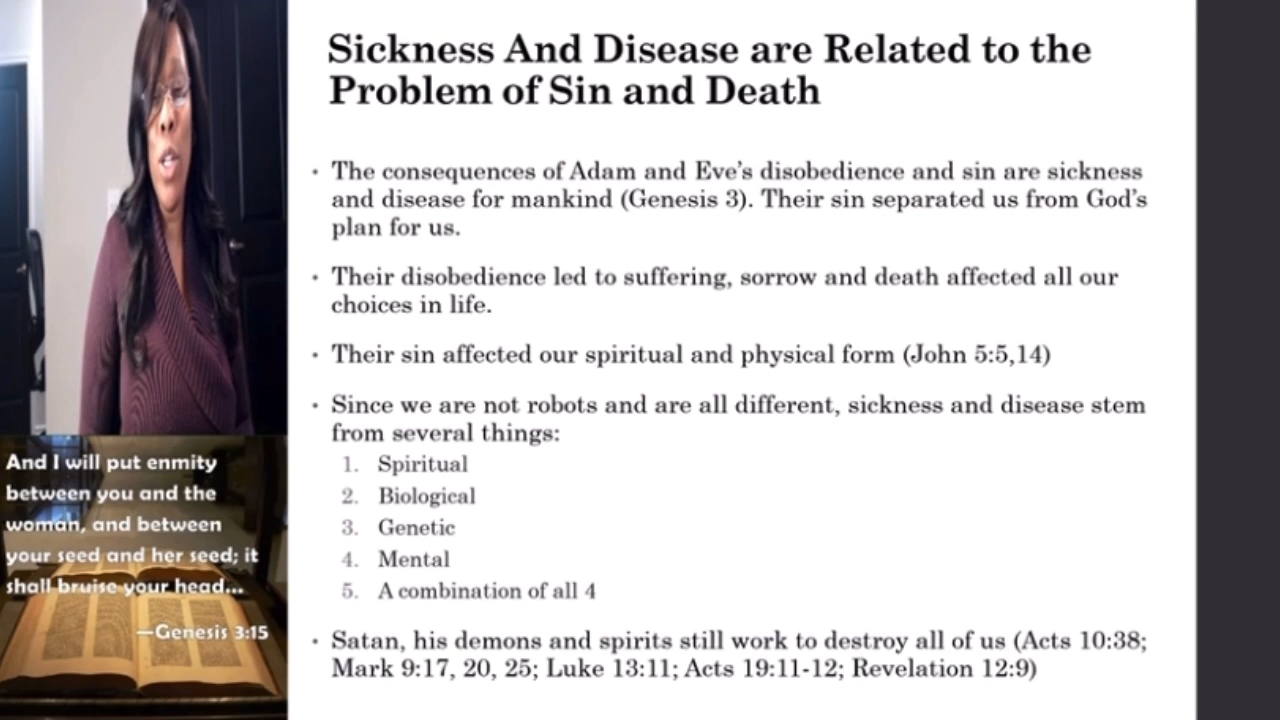 Sickness And Disease are Related to the
Problem of Sin and Death
• The consequences of Adam and Eve's disobedience and sin are sickness
and disease for mankind (Genesis 3). Their sin separated us from God's
plan for us.
• Their disobedience led to suffering, sorrow and death affected all our
choices in life.
• Their sin affected our spiritual and physical form (John 5:5,14)
• Since we are not robots and are all different, sickness and disease stem
from several things:
1. Spiritual
2. Biological
3. Genetic
4. Mental
5. A combination of all 4
• Satan, his demons and spirits still work to destroy all of us (Acts 10:38;
Mark 9:17, 20, 25; Luke 13:11; Acts 19:11-12; Revelation 12:9)
And I will put enmity
between you and the
woman, and between
your seed and her seed; it
shall bruise your head...
—Genesis 3:15